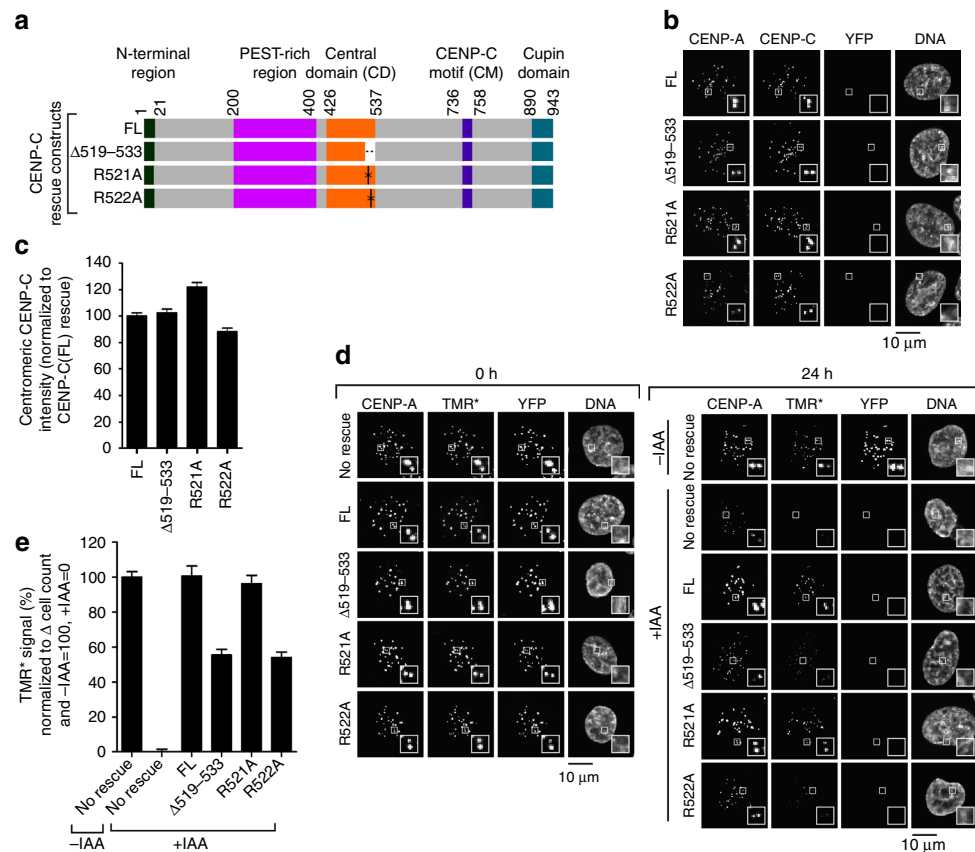 a
N-terminal region
PEST-rich region
Central domain (CD)
CENP-C motif (CM)
Cupin domain
1
21
200
400
426
537
736
758
890
943
CENP-C rescue constructs
FL
Δ519–533
R521A
R522A
b
CENP-A
CENP-C
YFP
DNA
FL
Δ519–533
R521A
R522A
10 µm
c
Centromeric CENP-C intensity (normalized to CENP-C(FL) rescue)
140
120
100
80
60
40
20
0
FL
Δ519–533
R521A
R522A
d
0 h
CENP-A
TMR*
YFP
DNA
No rescue
FL
Δ519–533
R521A
R522A
10 µm
24 h
CENP-A
TMR*
YFP
DNA
–IAA
No rescue
+IAA
No rescue
FL
Δ519–533
R521A
R522A
10 µm
e
TMR* signal (%) normalized to Δ cell count and –IAA=100, +IAA=0
120
100
80
60
40
20
0
No rescue
No rescue
FL
Δ519–533
R521A
R522A
–IAA
+IAA